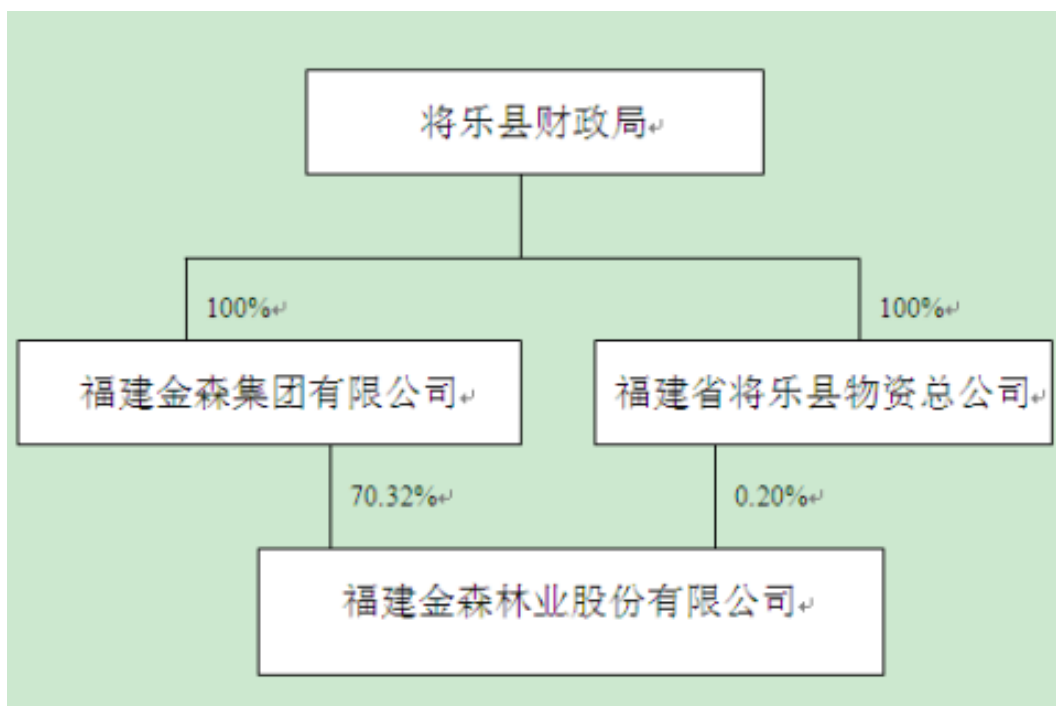 将乐县财政局
100%
100%
福建金森集团有限公司
福建省将乐县物资总公司
70.32%
0.20%
福建金森林业股份有限公司